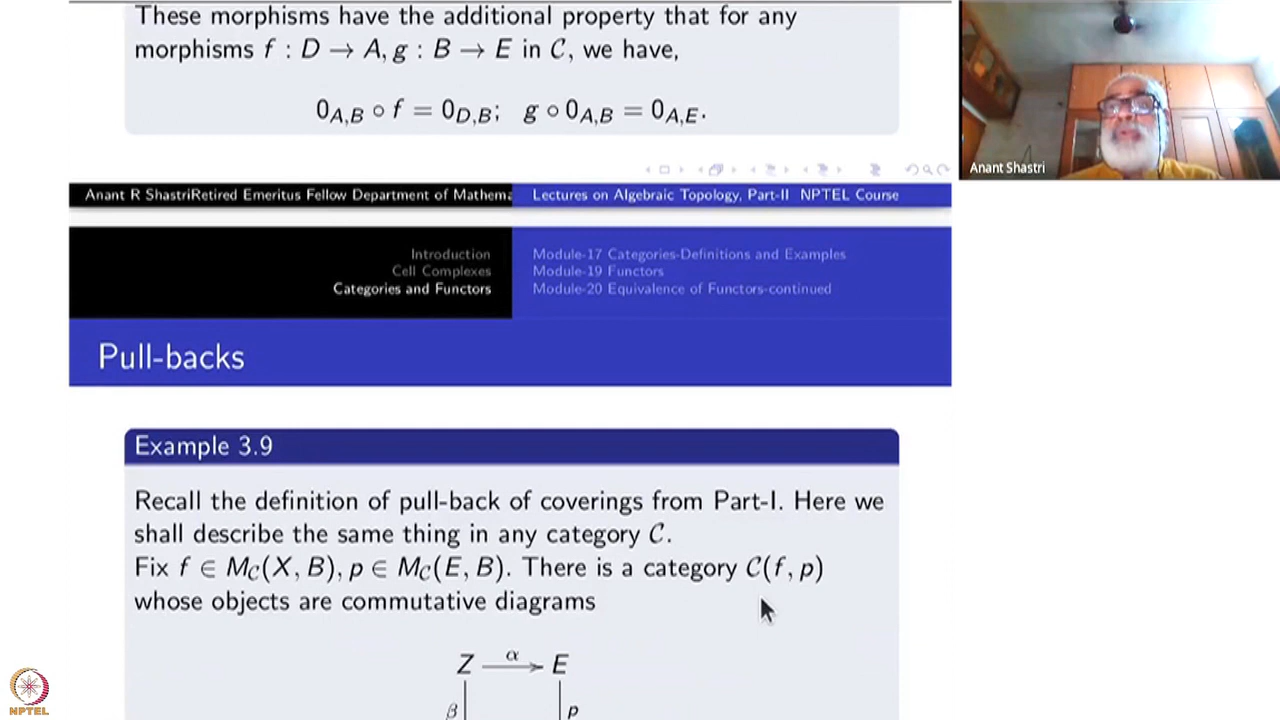 These morphisms have the additional property that for any
morphisms f : D → A, g : B → E in C, we have,
0_{A,B} ∘ f = 0_{D,B}; g ∘ 0_{A,B} = 0_{A,E}.
Anant Shastri
Anant R ShastriRetired Emeritus Fellow Department of Mathema
Lectures on Algebraic Topology, Part-II NPTEL Course
Introduction
Cell Complexes
Categories and Functors
Module-17 Categories-Definitions and Examples
Module-19 Functors
Module-20 Equivalence of Functors-continued
Pull-backs
Example 3.9
Recall the definition of pull-back of coverings from Part-I. Here we
shall describe the same thing in any category C.
Fix f ∈ M_C(X, B), p ∈ M_C(E, B). There is a category C(f, p)
whose objects are commutative diagrams
Z α E
β p
NPTEL